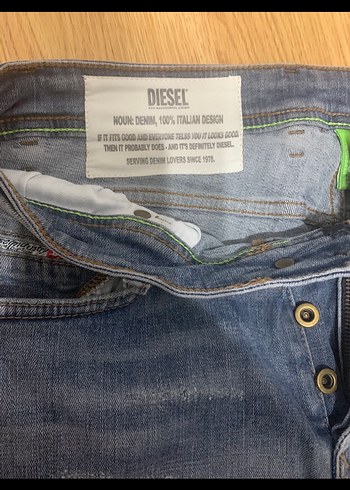 DIESEL
NOUN: DENIM, 100% ITALIAN DESIGN
IF IT FITS GOOD AND EVERYONE TELLS YOU IT LOOKS GOOD
THEN IT PROBABLY DOES - AND IT'S DEFINITELY DIESEL.
SERVING DENIM LOVERS SINCE 1978.